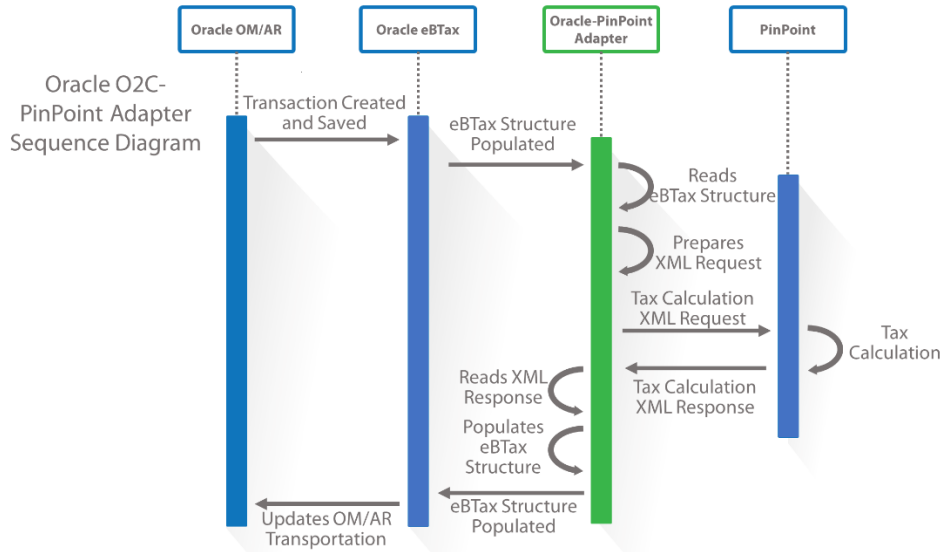 Oracle OM/AR
Oracle eBTax
Oracle-PinPoint
Adapter
PinPoint
Oracle O2C-
PinPoint Adapter
Sequence Diagram
Transaction Created
and Saved
eBTax Structure
Populated
Reads
eBTax Structure
Prepares
XML Request
Tax Calculation
XML Request
Tax
Calculation
Tax Calculation
XML Response
Reads XML
Response
Populates
eBTax
Structure
eBTax Structure
Populated
Updates OM/AR
Transportation